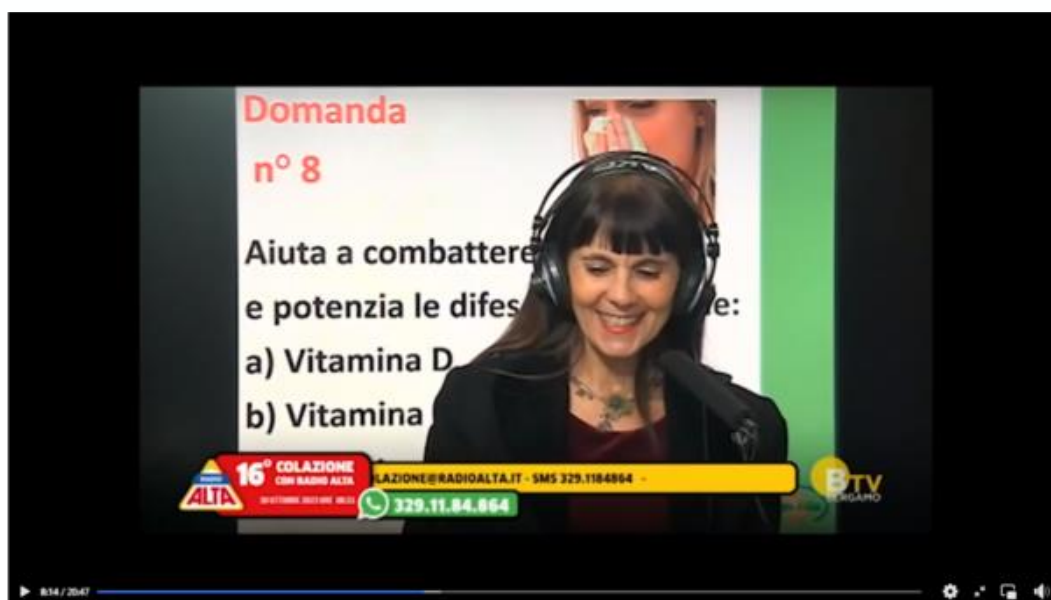 Domanda
n° 8
Aiuta a combattere
e potenzia le difes e:
a) Vitamina D
b) Vitamina
RADIO
ALTA
16°
COLAZIONE
CON RADIO ALTA
LAZIONE@RADIOALTA.IT - SMS 329.1184864 -
329.11.84.864
BTV
BERGAMO
8:14 / 20:47